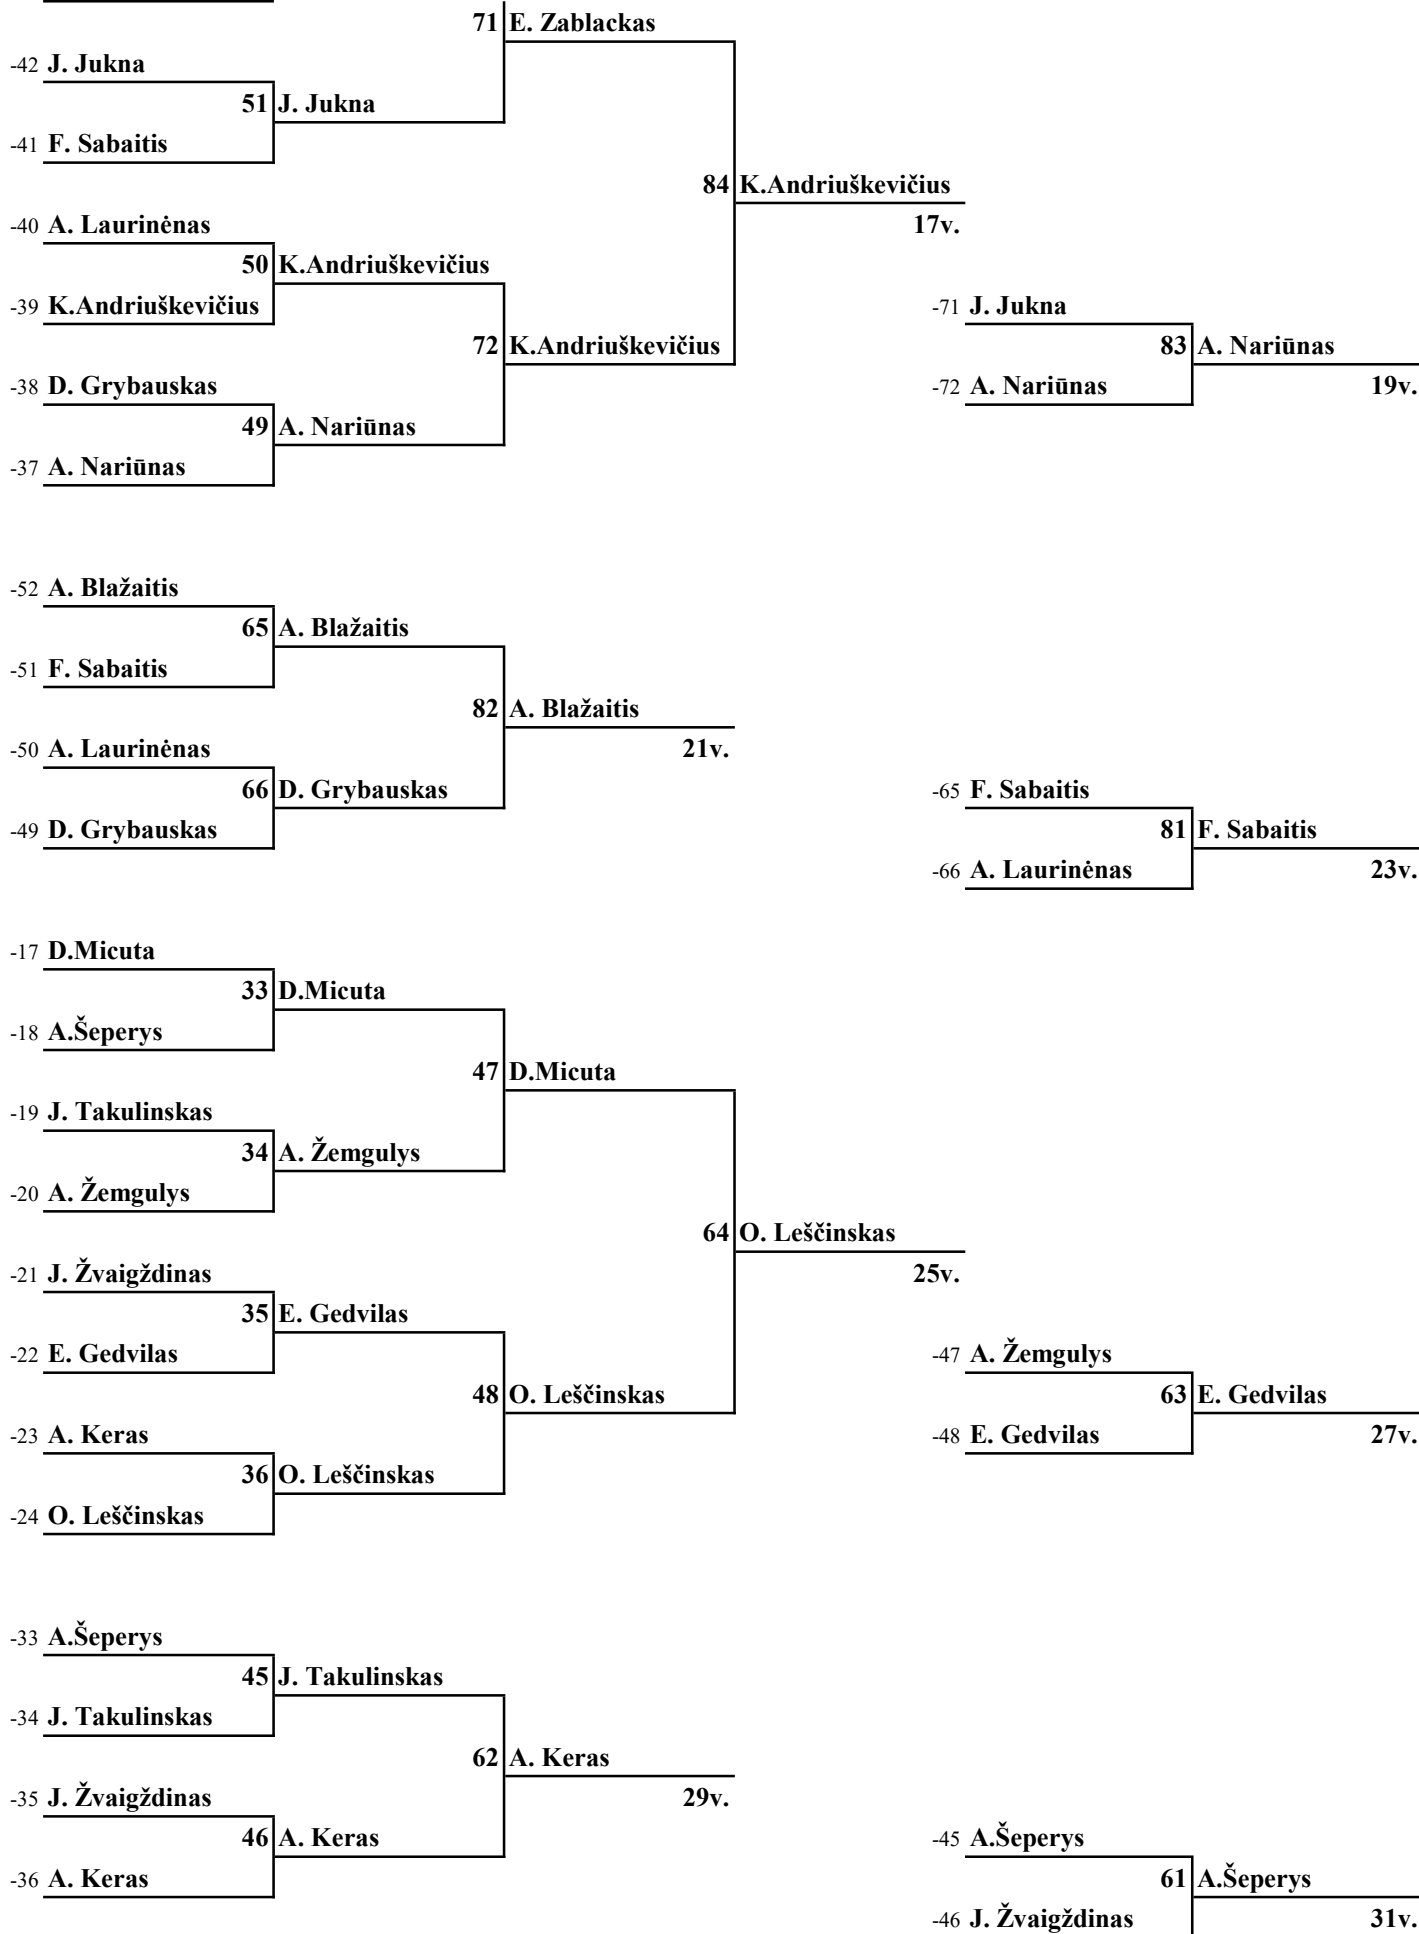 71 E. Zablackas
-42 J. Jukna
51 J. Jukna
-41 F. Sabaitis
84 K.Andriuškevičius
-40 A. Laurinėnas
17v.
50 K.Andriuškevičius
-39 K.Andriuškevičius
-71 J. Jukna
72 K.Andriuškevičius
83 A. Nariūnas
-38 D. Grybauskas
-72 A. Nariūnas
19v.
49 A. Nariūnas
-37 A. Nariūnas
-52 A. Blažaitis
65 A. Blažaitis
-51 F. Sabaitis
82 A. Blažaitis
-50 A. Laurinėnas
21v.
66 D. Grybauskas
-65 F. Sabaitis
-49 D. Grybauskas
81 F. Sabaitis
-66 A. Laurinėnas
23v.
-17 D.Micuta
33 D.Micuta
-18 A.Šeperys
47 D.Micuta
-19 J. Takulinskas
34 A. Žemgulys
-20 A. Žemgulys
64 O. Leščinskas
-21 J. Žvaigždinas
25v.
35 E. Gedvilas
-22 E. Gedvilas
-47 A. Žemgulys
48 O. Leščinskas
63 E. Gedvilas
-23 A. Keras
-48 E. Gedvilas
27v.
36 O. Leščinskas
-24 O. Leščinskas
-33 A.Šeperys
45 J. Takulinskas
-34 J. Takulinskas
62 A. Keras
-35 J. Žvaigždinas
29v.
46 A. Keras
-45 A.Šeperys
-36 A. Keras
61 A.Šeperys
-46 J. Žvaigždinas
31v.